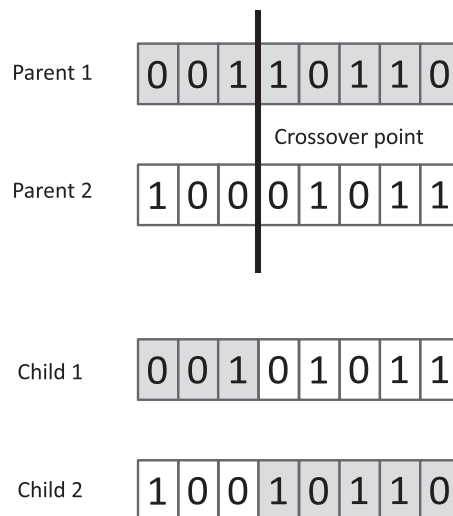 Parent 1 0 0 1 1 0 1 1 0
Crossover point
Parent 2 1 0 0 0 1 0 1 1
Child 1 0 0 1 0 1 0 1 1
Child 2 1 0 0 1 0 1 1 0